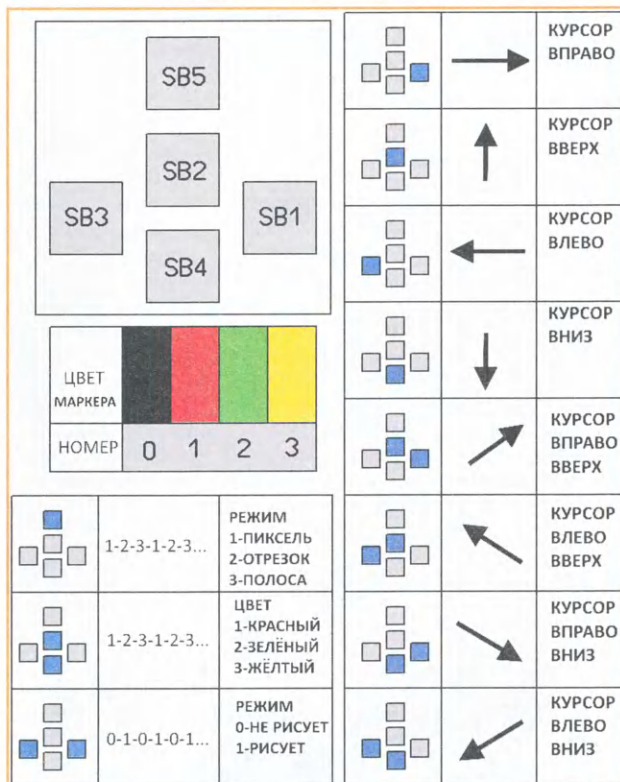 SB5
SB2
SB3
SB1
SB4
ЦВЕТ
МАРКЕРА
НОМЕР 0 1 2 3
1-2-3-1-2-3...
РЕЖИМ
1-ПИКСЕЛЬ
2-ОТРЕЗОК
3-ПОЛОСА
1-2-3-1-2-3...
ЦВЕТ
1-КРАСНЫЙ
2-ЗЕЛЁНЫЙ
3-ЖЁЛТЫЙ
0-1-0-1-0-1...
РЕЖИМ
0-НЕ РИСУЕТ
1-РИСУЕТ
КУРСОР
ВПРАВО
КУРСОР
ВВЕРХ
КУРСОР
ВЛЕВО
КУРСОР
ВНИЗ
КУРСОР
ВПРАВО
ВВЕРХ
КУРСОР
ВЛЕВО
ВВЕРХ
КУРСОР
ВПРАВО
ВНИЗ
КУРСОР
ВЛЕВО
ВНИЗ